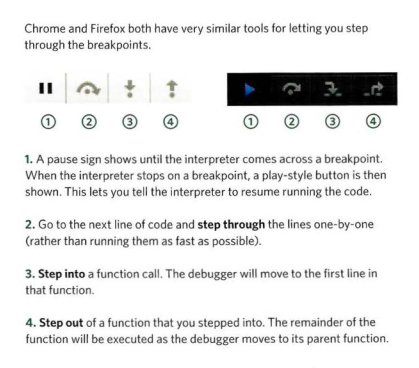 Chrome and Firefox both have very similar tools for letting you step
through the breakpoints.
1 2 3 4 1 2 3 4
1. A pause sign shows until the interpreter comes across a breakpoint.
When the interpreter stops on a breakpoint, a play-style button is then
shown. This lets you tell the interpreter to resume running the code.
2. Go to the next line of code and step through the lines one-by-one
(rather than running them as fast as possible).
3. Step into a function call. The debugger will move to the first line in
that function.
4. Step out of a function that you stepped into. The remainder of the
function will be executed as the debugger moves to its parent function.